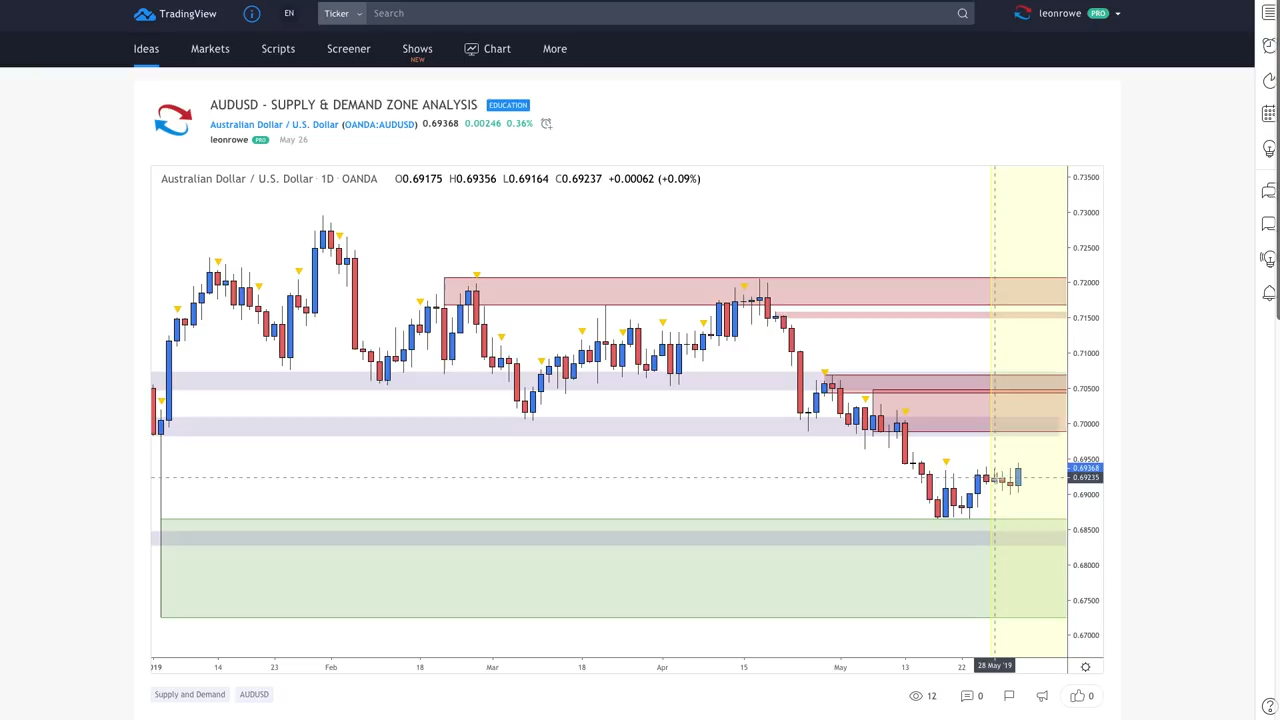 TradingView
EN
Ticker
Search
leonrowe PRO
Ideas
Markets
Scripts
Screener
Shows
NEW
Chart
More
AUDUSD - SUPPLY & DEMAND ZONE ANALYSIS EDUCATION
Australian Dollar / U.S. Dollar (OANDA:AUDUSD) 0.69368 0.00246 0.36%
leonrowe PRO May 26
Australian Dollar / U.S. Dollar · 1D · OANDA O0.69175 H0.69356 L0.69164 C0.69237 +0.00062 (+0.09%)
0.73500
0.73000
0.72500
0.72000
0.71500
0.71000
0.70500
0.70000
0.69500
0.69368
0.69235
0.69000
0.68500
0.68000
0.67500
0.67000
019 14 23 Feb 18 Mar 18 Apr 15 May 13 22 28 May '19
Supply and Demand AUDUSD
12 0 0